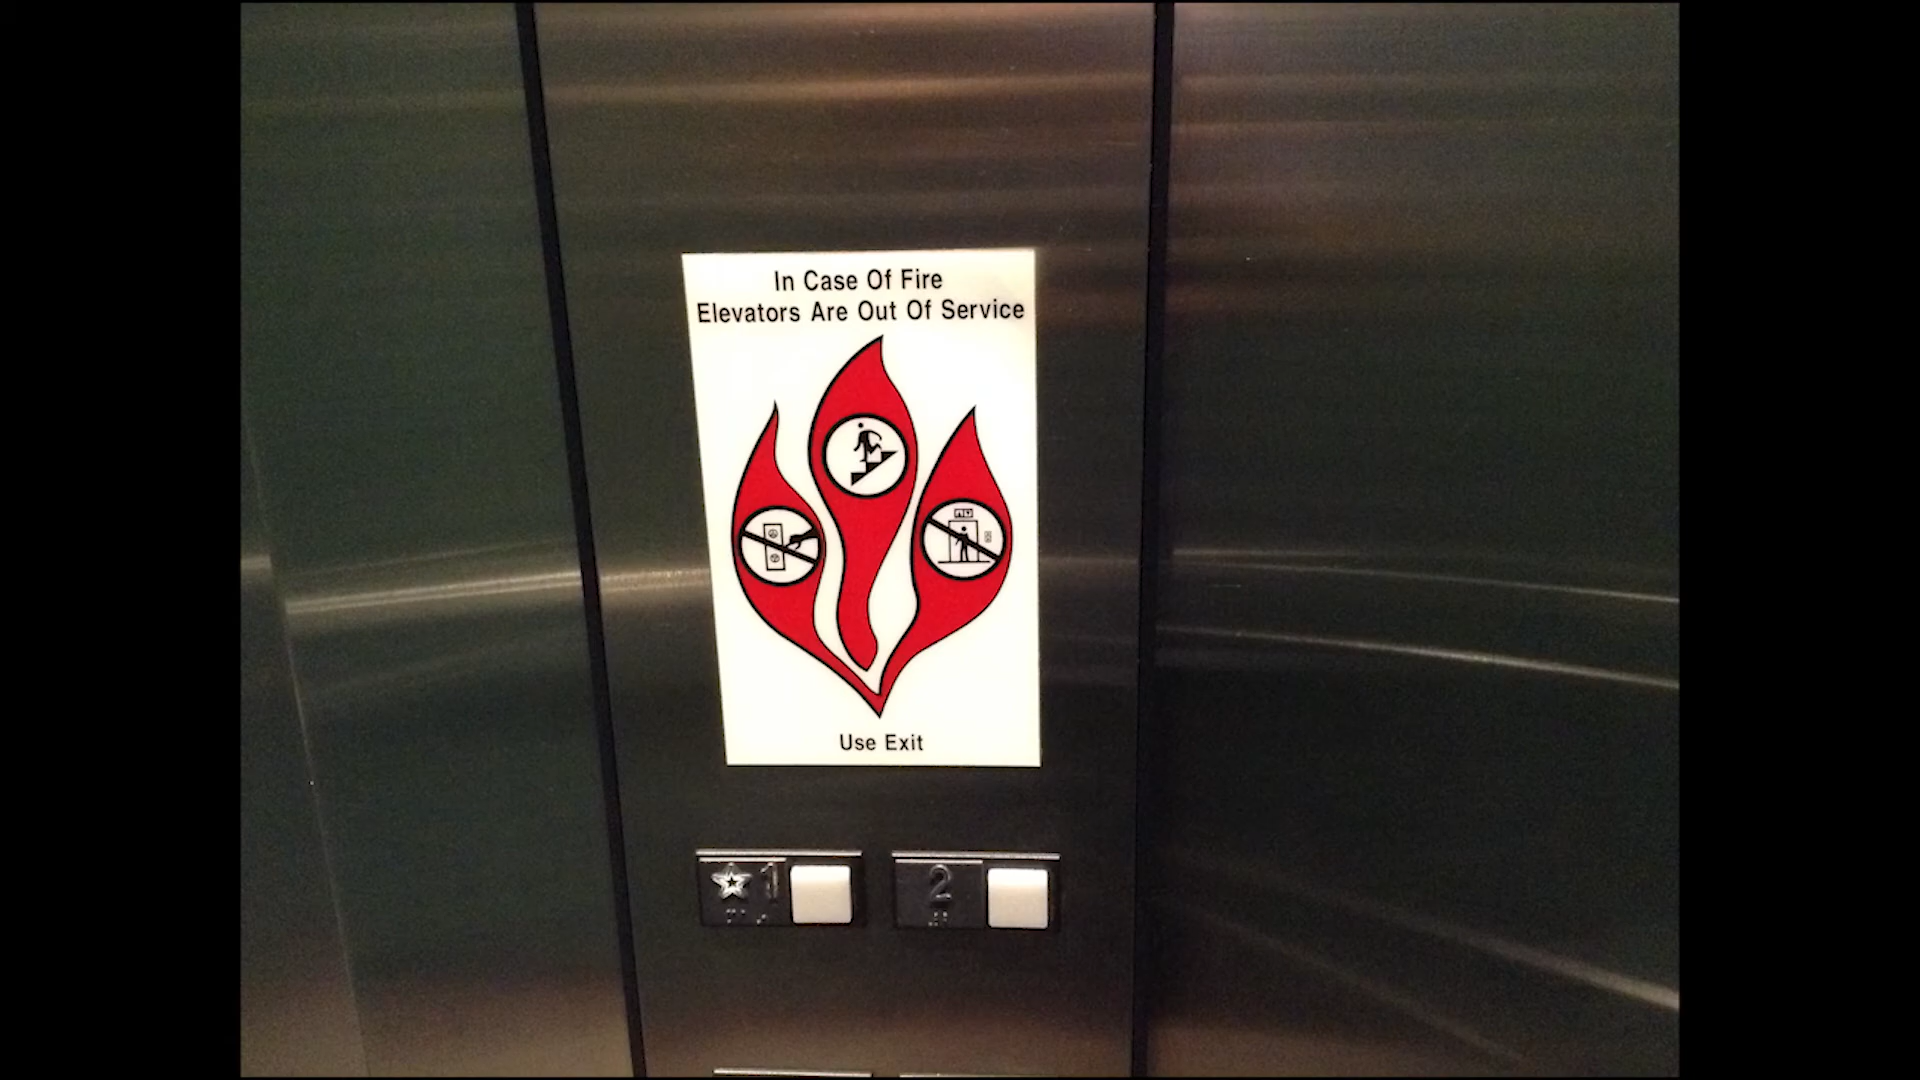 In Case Of Fire
Elevators Are Out Of Service
Use Exit
1
2